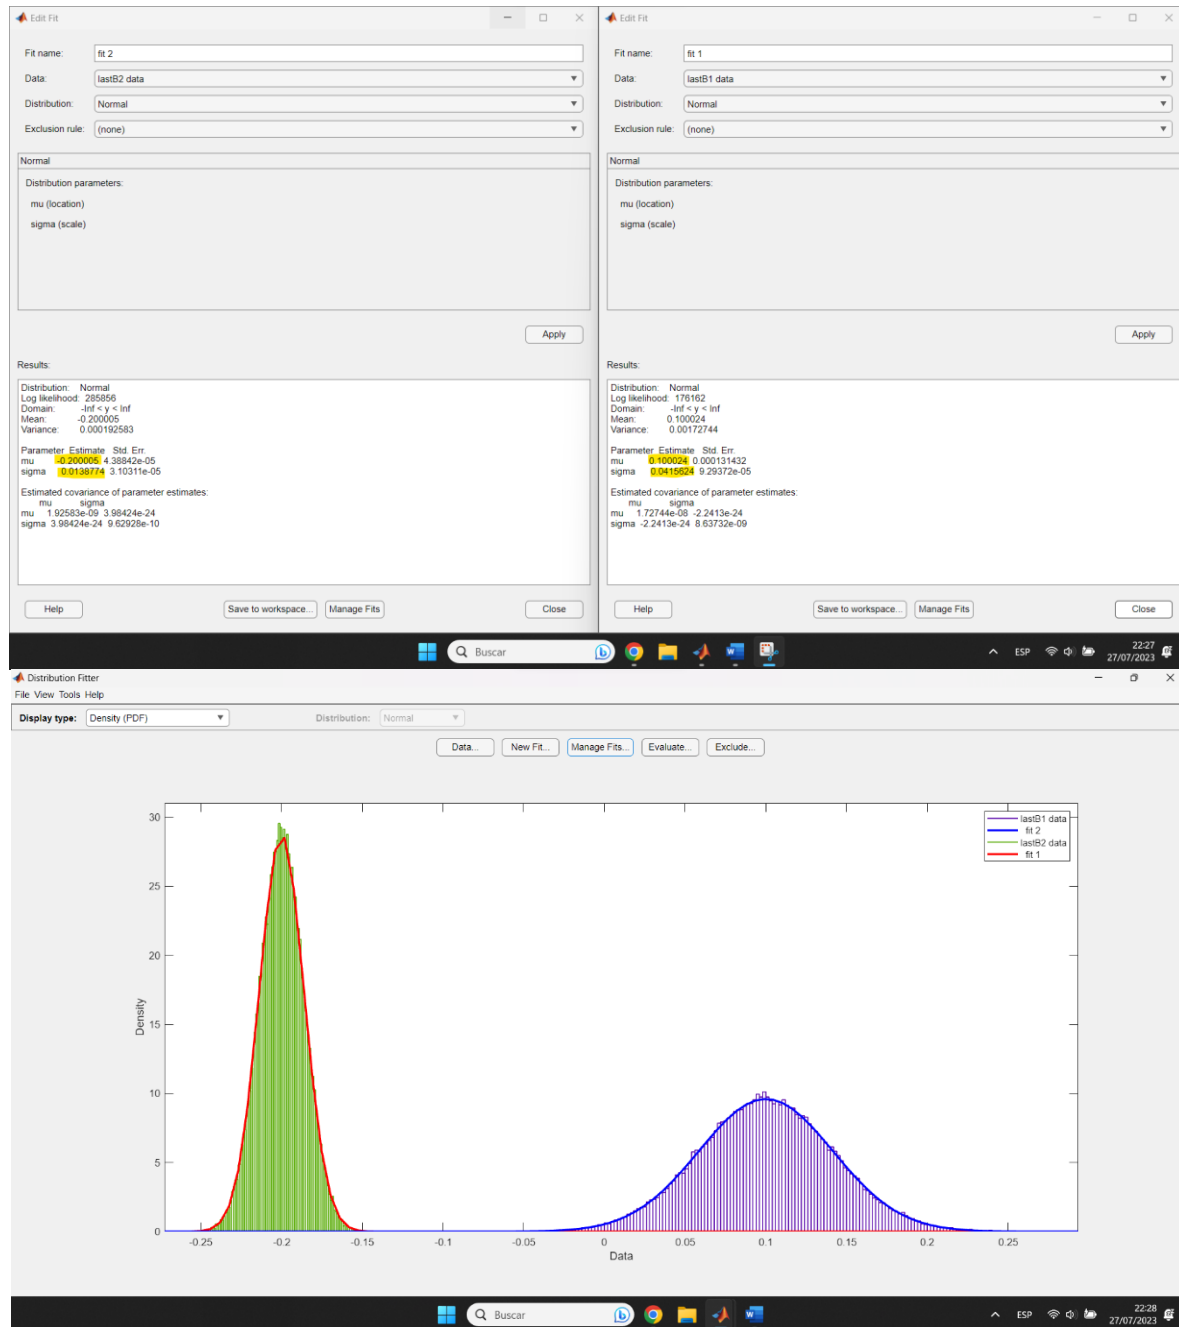 Edit Fit
Fit name: fit 2
Data: lastB2 data
Distribution: Normal
Exclusion rule: (none)
Normal
Distribution parameters:
mu (location)
sigma (scale)
Apply
Results:
Distribution: Normal
Log likelihood: 285856
Domain: -Inf < y < Inf
Mean: -0.200005
Variance: 0.000192583
Parameter Estimate Std. Err.
mu -0.200005 4.38842e-05
sigma 0.0138774 3.10311e-05
Estimated covariance of parameter estimates:
mu sigma
mu 1.92583e-09 3.98424e-24
sigma 3.98424e-24 9.62928e-10
Help Save to workspace... Manage Fits Close
Edit Fit
Fit name: fit 1
Data: lastB1 data
Distribution: Normal
Exclusion rule: (none)
Normal
Distribution parameters:
mu (location)
sigma (scale)
Apply
Results:
Distribution: Normal
Log likelihood: 176162
Domain: -Inf < y < Inf
Mean: 0.100024
Variance: 0.00172744
Parameter Estimate Std. Err.
mu 0.100024 0.000131432
sigma 0.0415624 9.29372e-05
Estimated covariance of parameter estimates:
mu sigma
mu 1.72744e-08 -2.2413e-24
sigma -2.2413e-24 8.63732e-09
Help Save to workspace... Manage Fits Close
Buscar
ESP
22:27
27/07/2023
Distribution Fitter
File View Tools Help
Display type: Density (PDF) Distribution: Normal
Data... New Fit... Manage Fits... Evaluate... Exclude...
lastB1 data
fit 2
lastB2 data
fit 1
30
25
20
15
10
5
0
Density
-0.25 -0.2 -0.15 -0.1 -0.05 0 0.05 0.1 0.15 0.2 0.25
Data
Buscar
ESP
22:28
27/07/2023